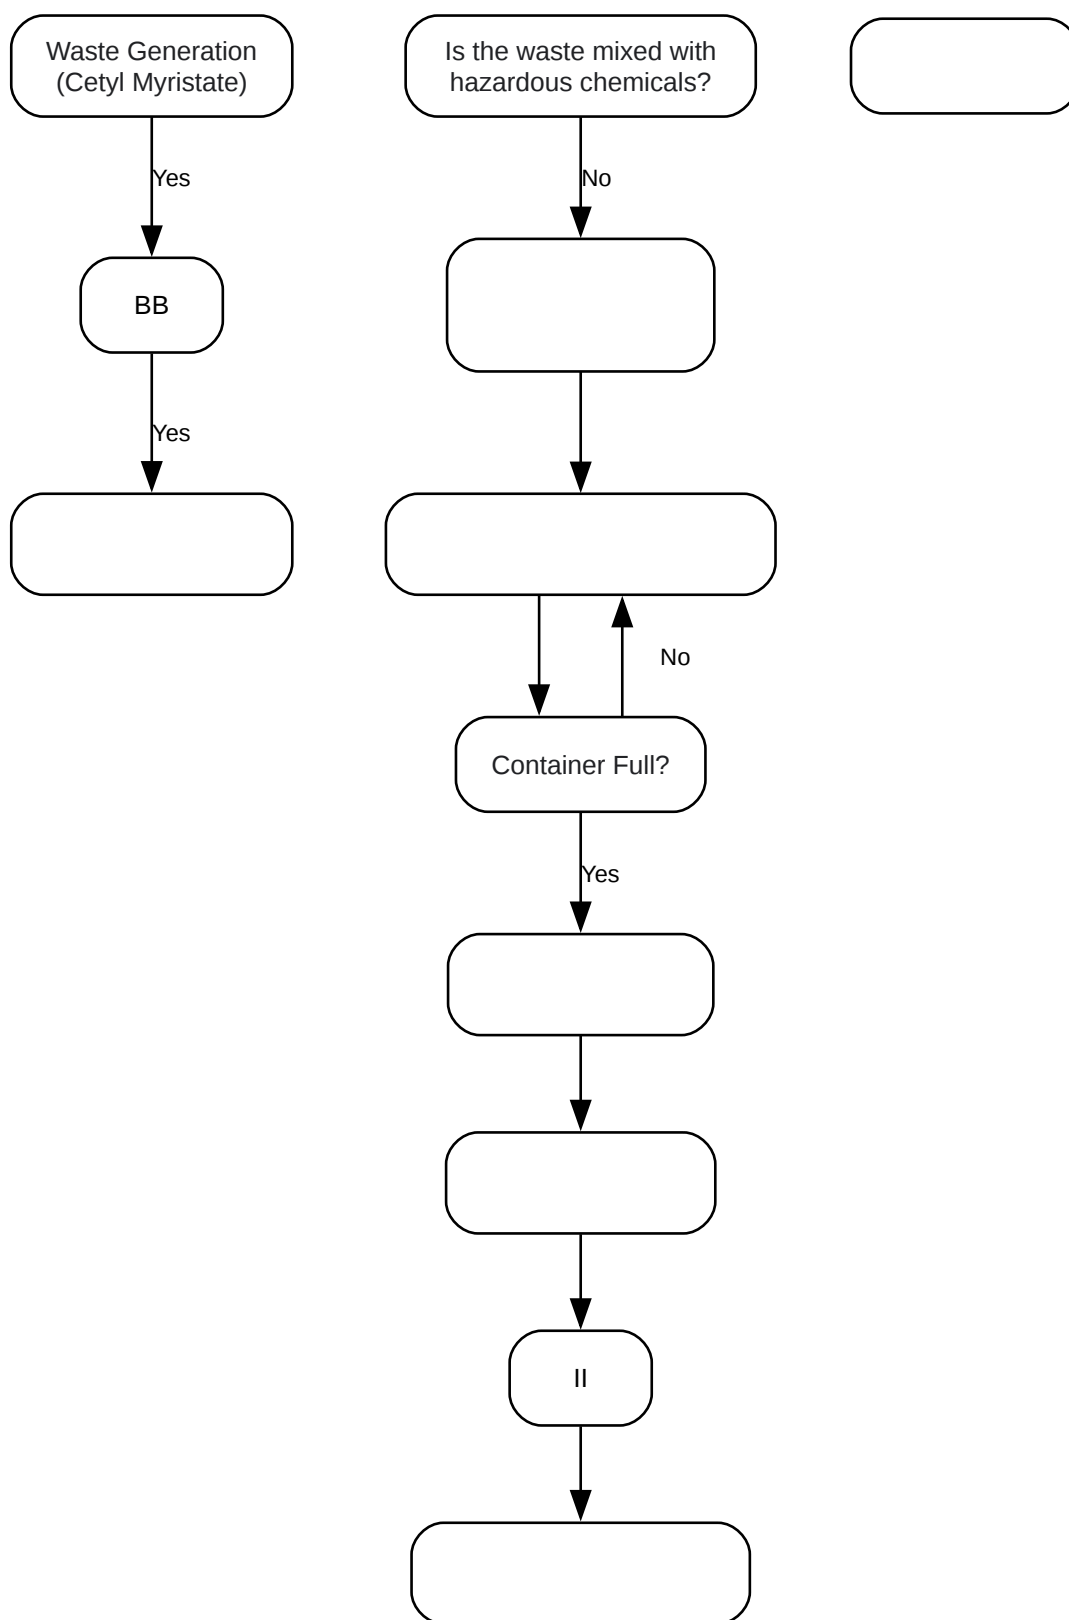 Waste Generation
(Cetyl Myristate)
Is the waste mixed with
hazardous chemicals?
Yes
No
BB
Yes
No
Container Full?
Yes
II